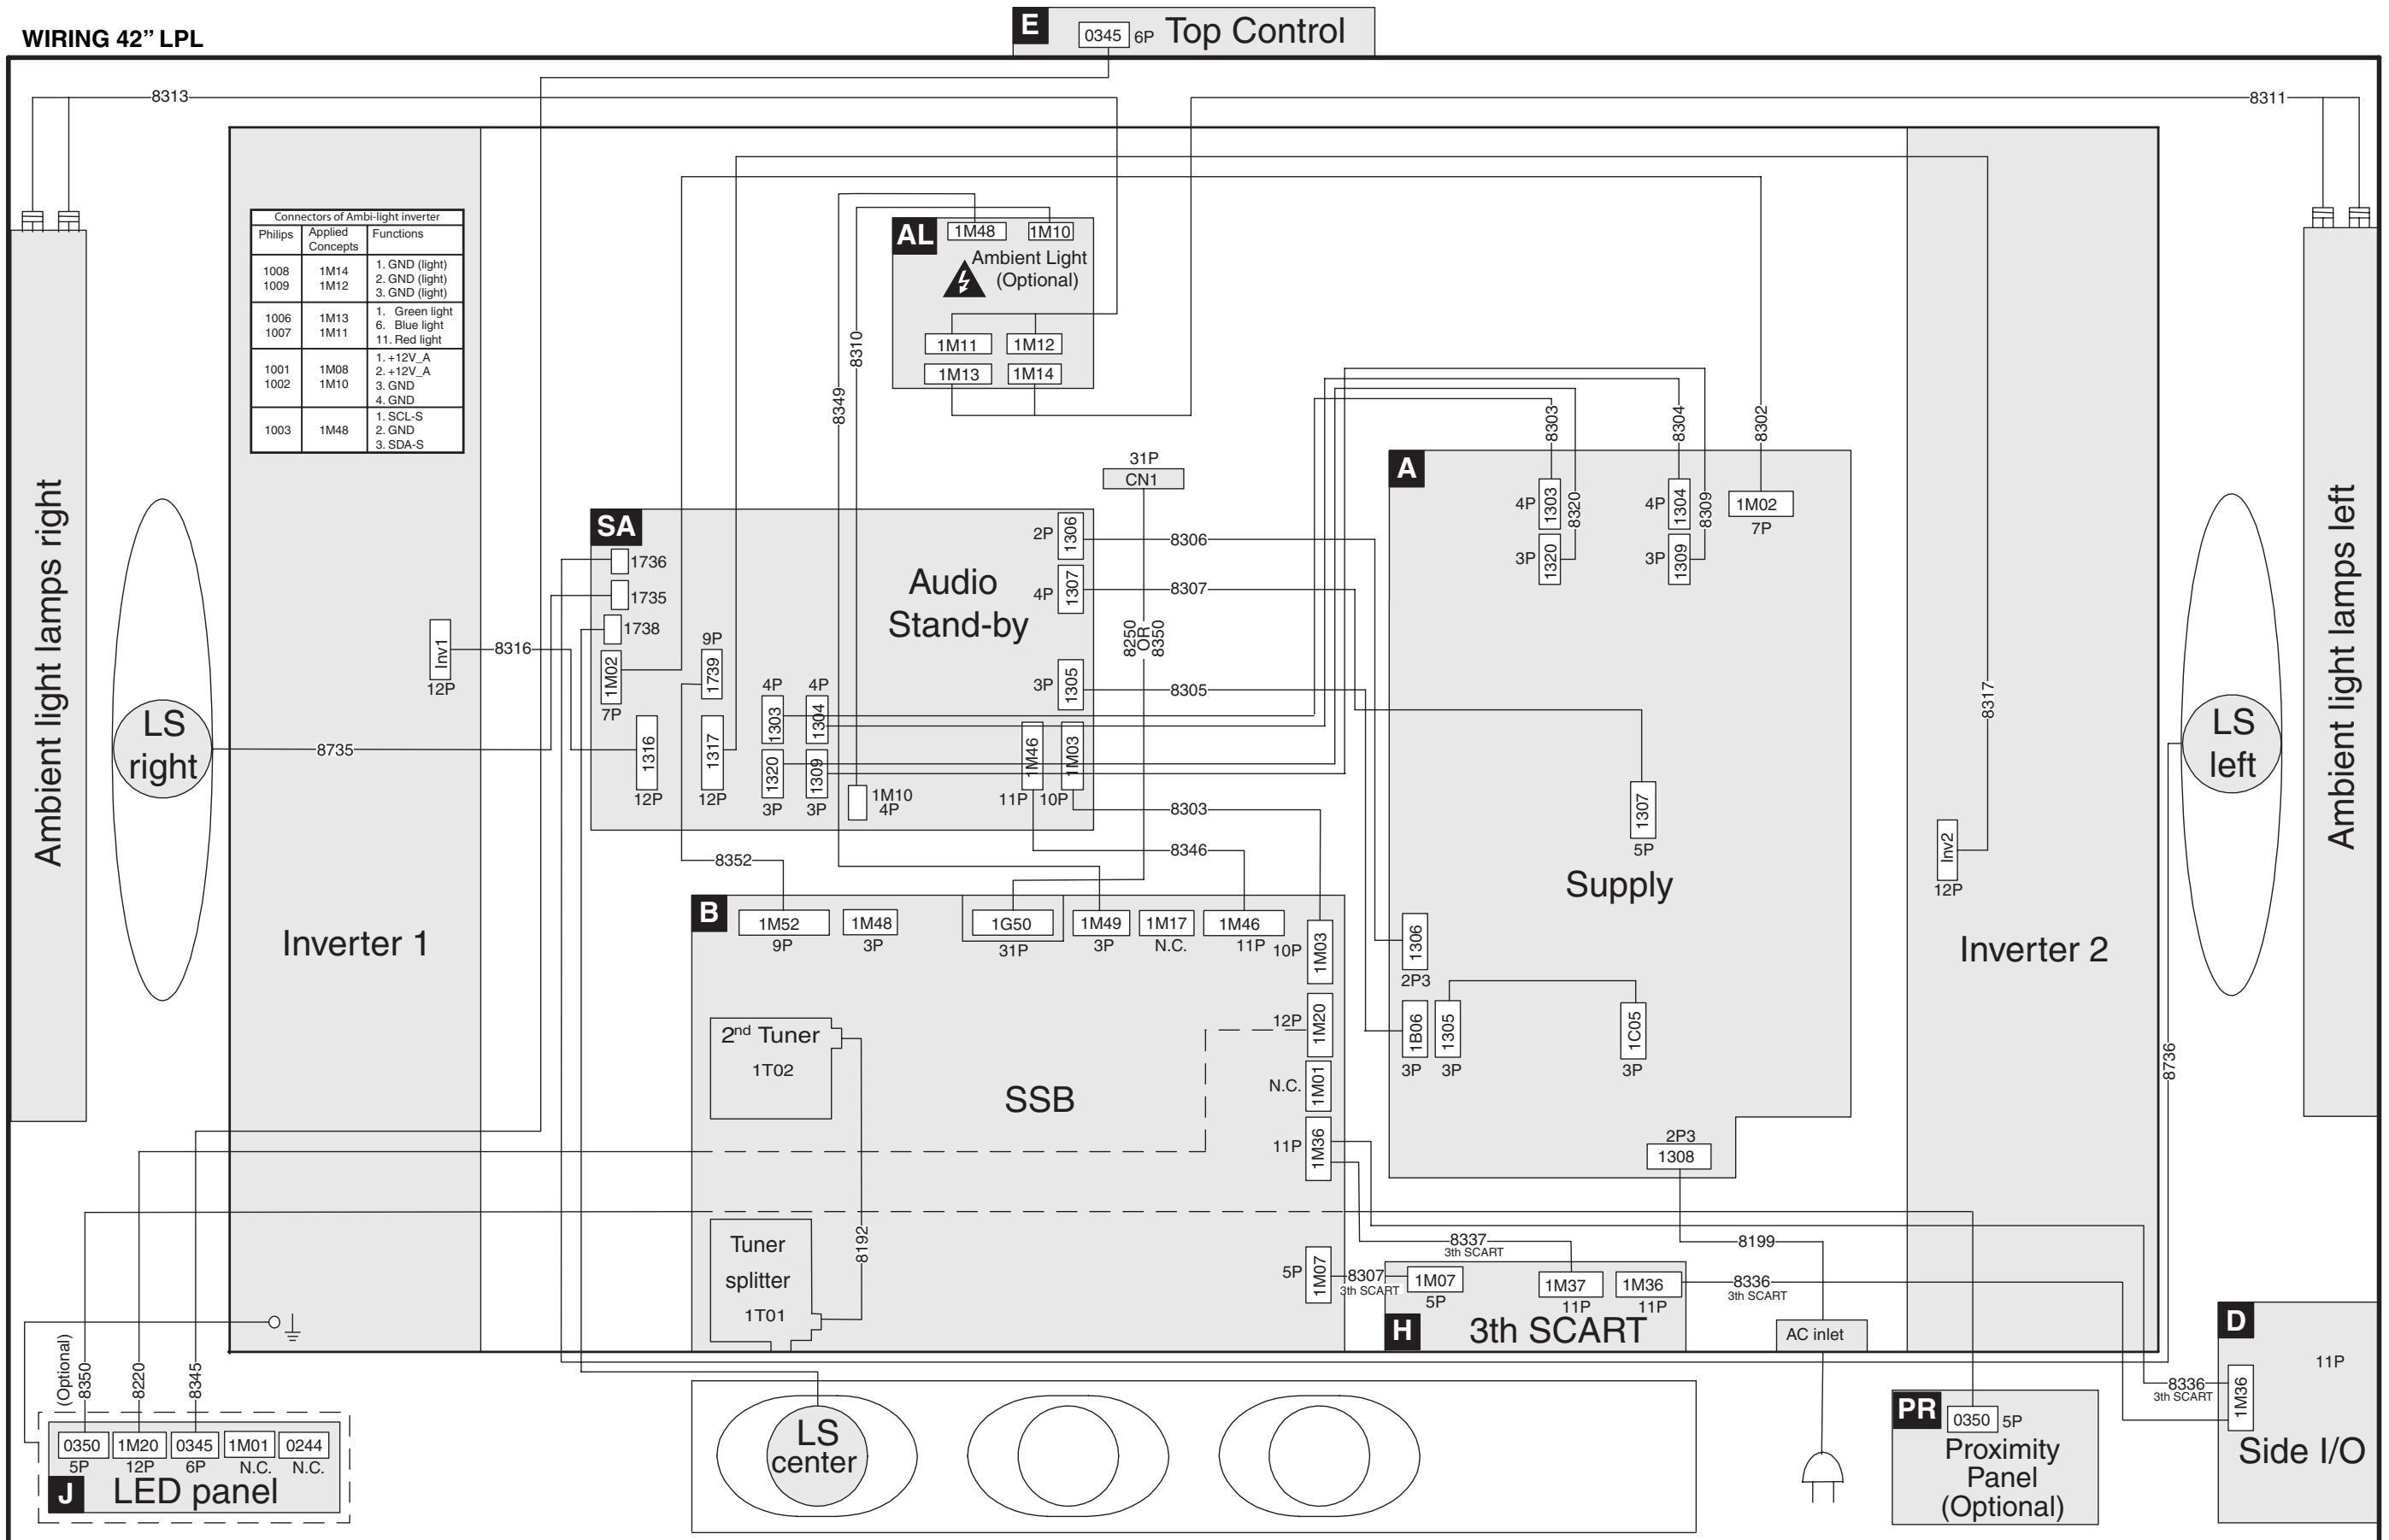 WIRING 42” LPL
E
0345
6P
Top Control
8313
8311
Connectors of Ambi-light inverter
Philips
Applied Concepts
Functions
1008
1009
1M14
1M12
1. GND (light)
2. GND (light)
3. GND (light)
1006
1007
1M13
1M11
1. Green light
6. Blue light
11. Red light
1001
1002
1M08
1M10
1. +12V_A
2. +12V_A
3. GND
4. GND
1003
1M48
1. SCL-S
2. GND
3. SDA-S
AL
1M48
1M10
Ambient Light
(Optional)
1M11
1M12
1M13
1M14
8310
8349
8303
8304
8302
8320
8309
Ambient light lamps right
LS
right
8735
Inverter 1
Inv1
12P
8316
SA
1736
1735
1738
1M02
7P
9P
1739
1316
12P
1317
12P
4P
1303
4P
1304
1320
3P
1309
3P
1M10
4P
Audio
Stand-by
2P
1306
4P
1307
3P
1305
1M46
11P
1M03
10P
31P
CN1
8250
OR
8350
8306
8307
8305
8303
8346
8352
A
4P
1303
3P
1320
4P
1304
3P
1309
1M02
7P
1307
5P
Supply
1306
2P3
1B06
3P
1305
3P
1C05
3P
2P3
1308
8317
Inv2
12P
Inverter 2
LS
left
Ambient light lamps left
8736
B
1M52
9P
1M48
3P
1G50
31P
1M49
3P
1M17
N.C.
1M46
11P
10P
1M03
12P
1M20
N.C.
1M01
11P
1M36
5P
1M07
2nd Tuner
1T02
SSB
8192
Tuner
splitter
1T01
8337
3th SCART
8307
3th SCART
1M07
5P
1M37
11P
1M36
11P
H
3th SCART
8336
3th SCART
8199
AC inlet
D
11P
1M36
8336
3th SCART
Side I/O
PR
0350
5P
Proximity
Panel
(Optional)
(Optional)
8350
8220
8345
0350
5P
1M20
12P
0345
6P
1M01
N.C.
0244
N.C.
J
LED panel
LS
center